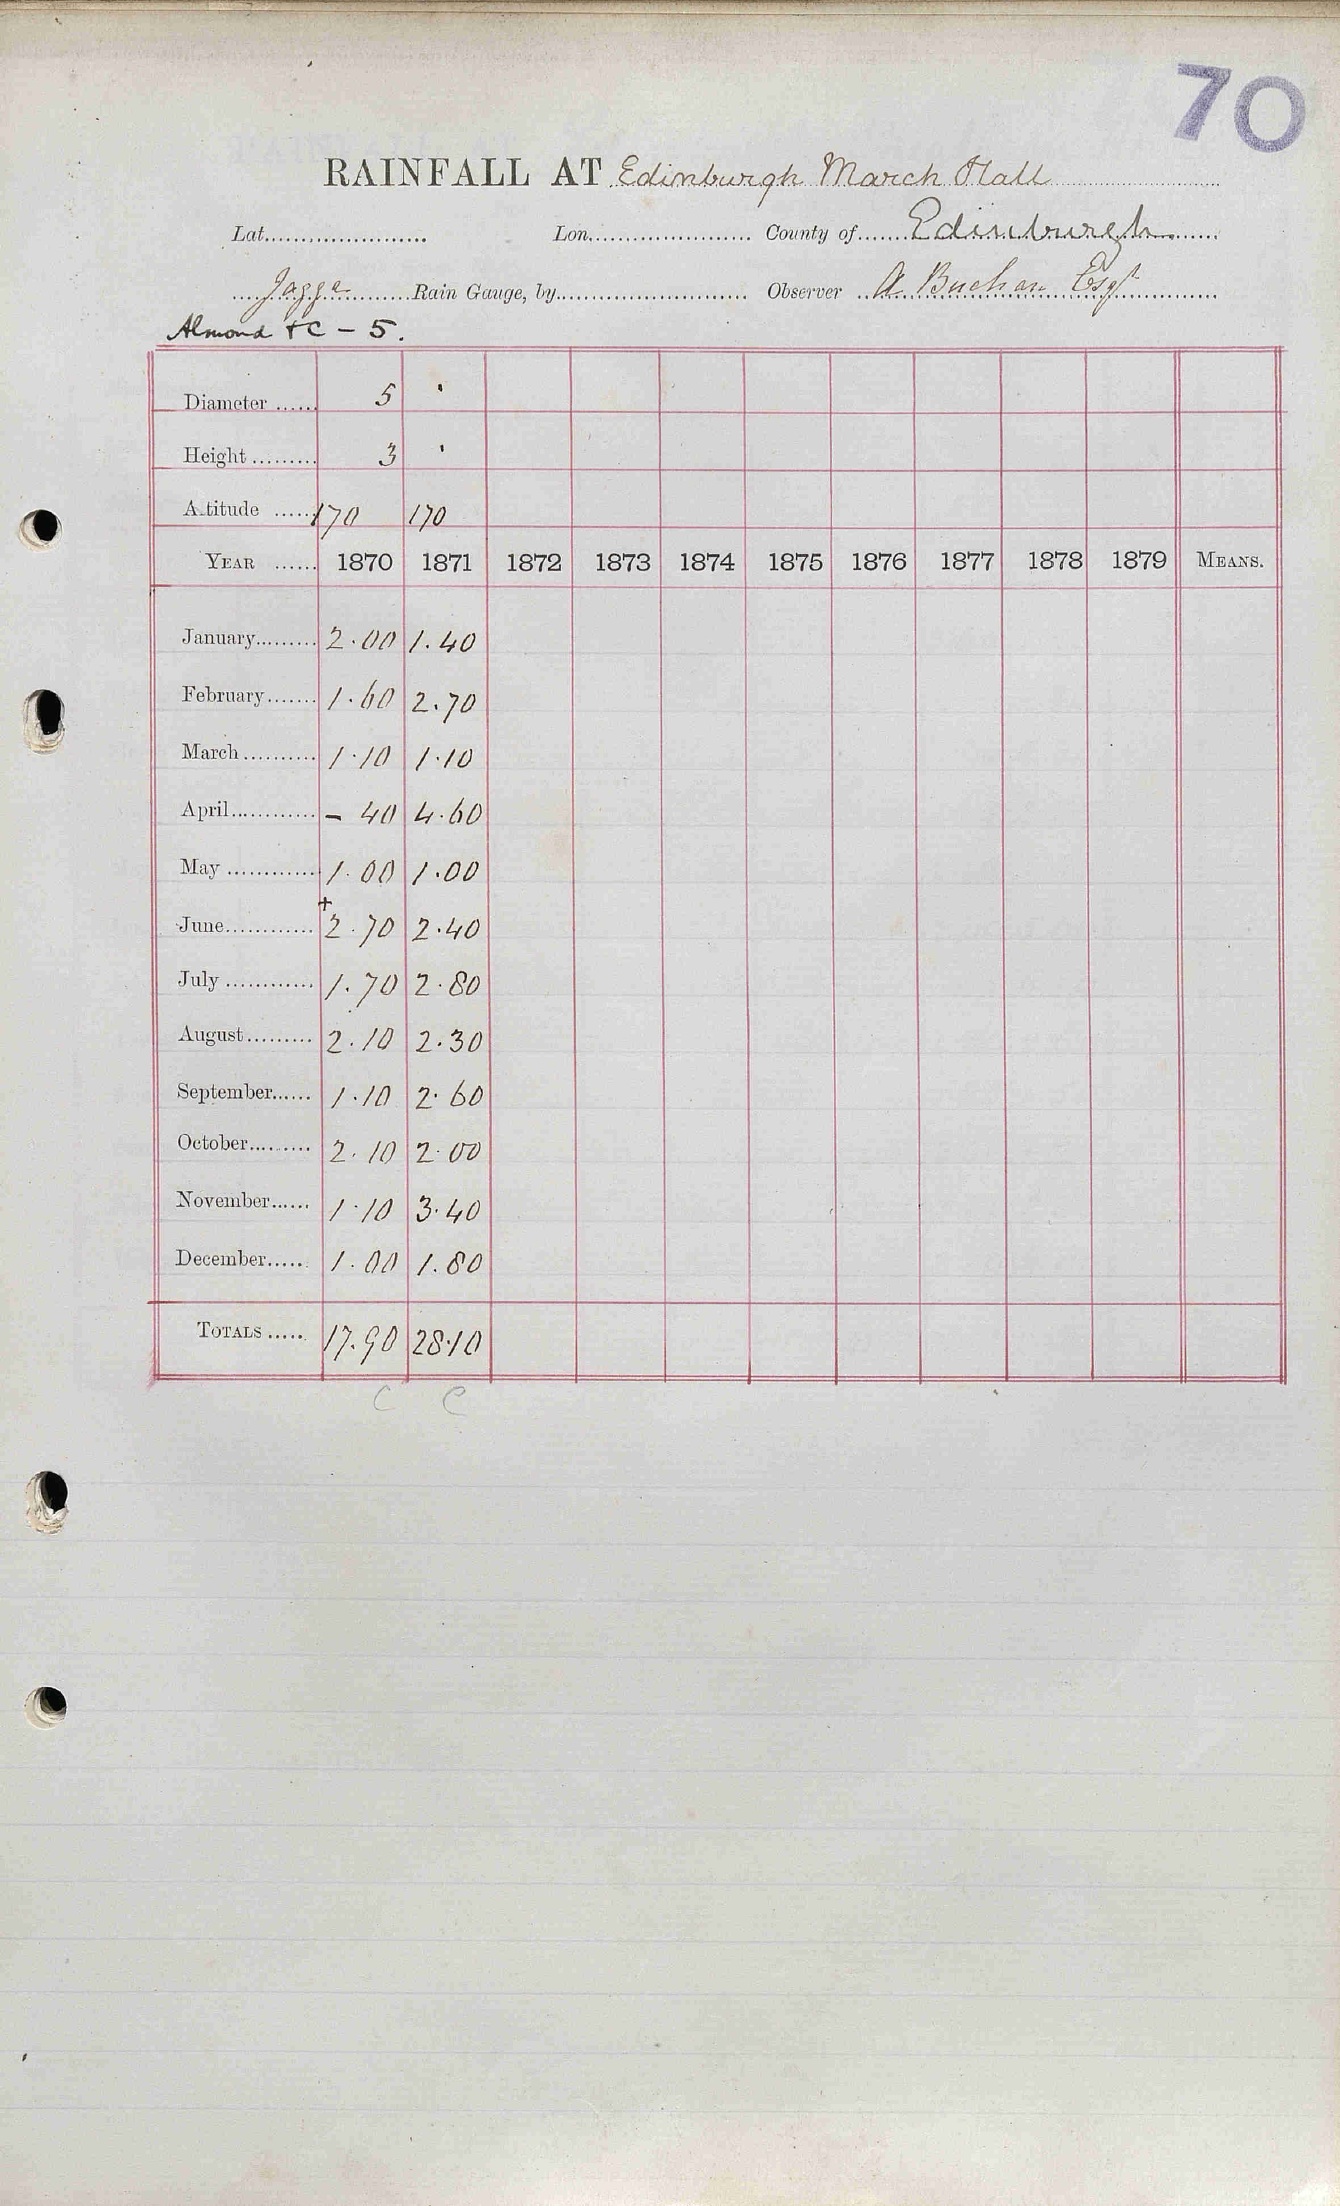 70
RAINFALL AT Edinburgh March Hall
Lat...................... Lon....................... County of Edinburgh
Jagga Rain Gauge, by......................... Observer A Buchan Esqr
Almond &C - 5.
Diameter ...... 5 '
Height ......... 3 '
Altitude ...... 170 170
YEAR ...... 1870 1871 1872 1873 1874 1875 1876 1877 1878 1879 MEANS.
January......... 2.00 1.40
February....... 1.60 2.70
March .......... 1.10 1.10
April............ - 40 4.60
May ............. 1.00 1.00
+
June............. 2.70 2.40
July ............. 1.70 2.80
August......... 2.10 2.30
September...... 1.10 2.60
October......... 2.10 2.00
November...... 1.10 3.40
December...... 1.00 1.80
TOTALS ...... 17.90 28.10
C C